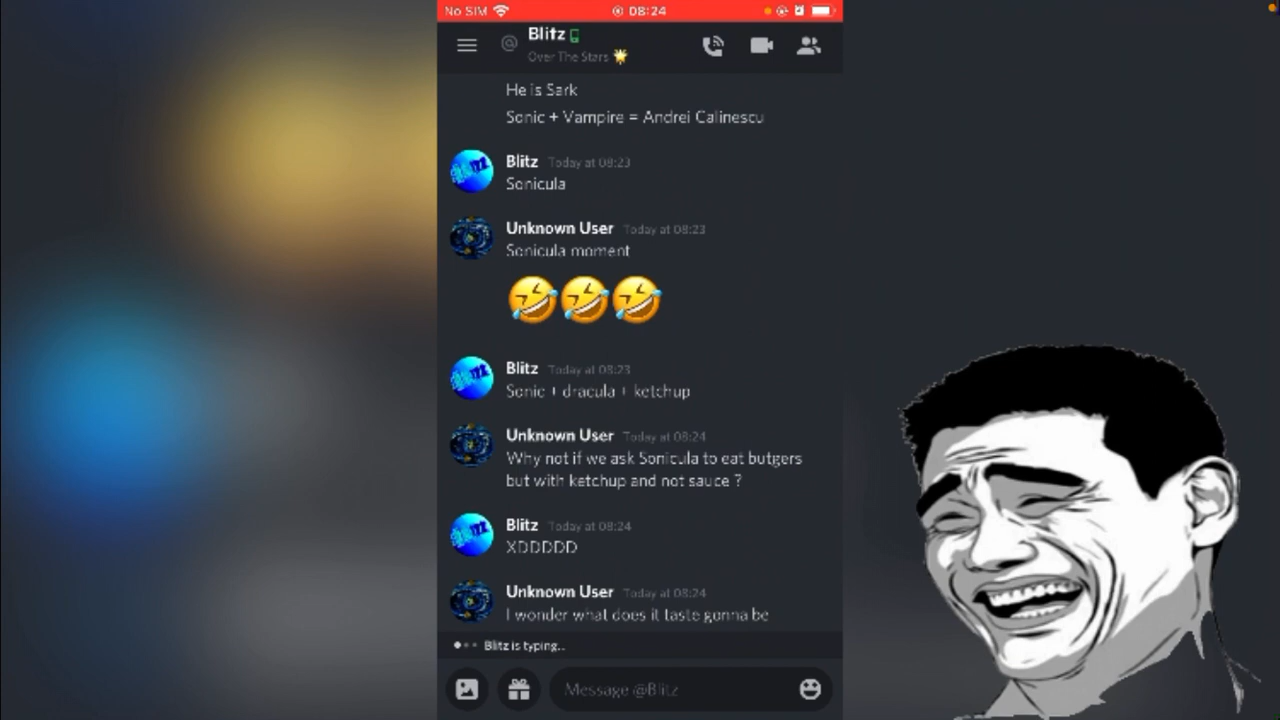 No SIM 08:24
Blitz
Over The Stars
He is Sark
Sonic + Vampire = Andrei Calinescu
Blitz Today at 08:23
Sonicula
Unknown User Today at 08:23
Sonicula moment
Blitz Today at 08:23
Sonic + dracula + ketchup
Unknown User Today at 08:24
Why not if we ask Sonicula to eat butgers
but with ketchup and not sauce ?
Blitz Today at 08:24
XDDDDD
Unknown User Today at 08:24
I wonder what does it taste gonna be
Blitz is typing...
Message @Blitz